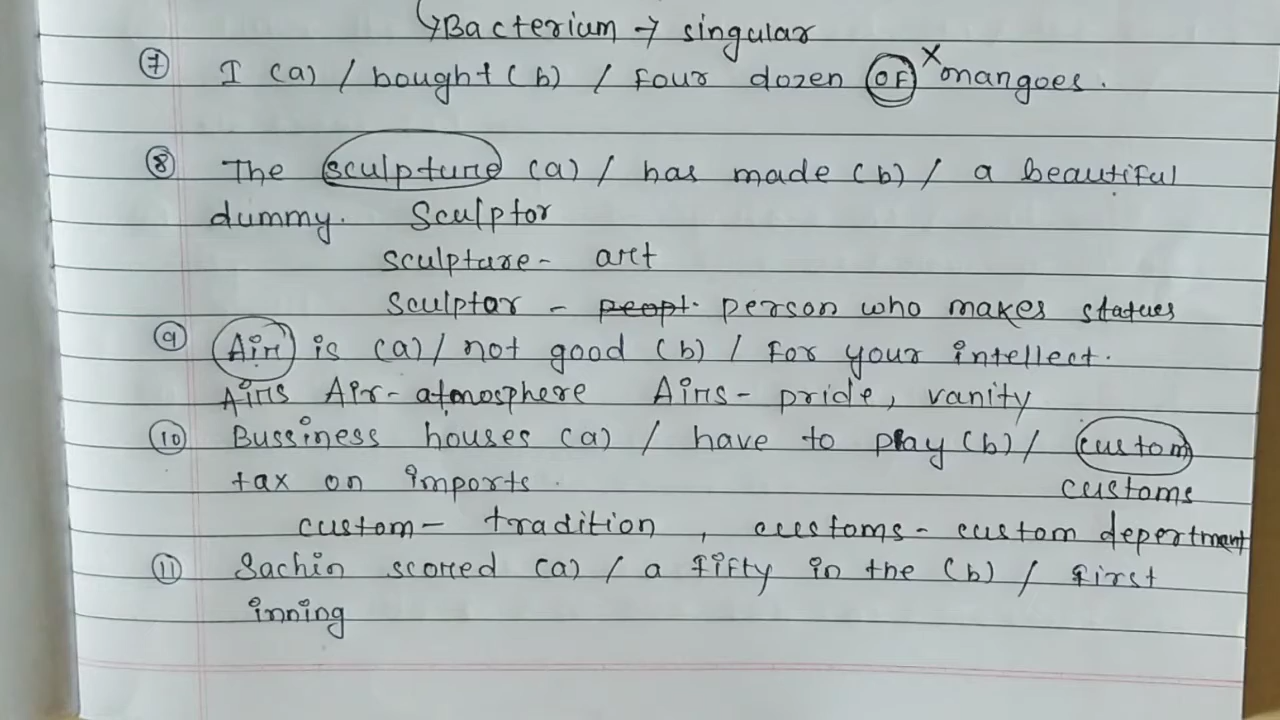 ↳Bacterium → singular
⑦ I (a) / bought (b) / four dozen OF x mangoes.
⑧ The sculpture (a) / has made (b) / a beautiful
dummy. Sculptor
sculpture - art
sculptor - peopl. person who makes statues
⑨ Air is (a) / not good (b) / for your intellect.
Airs Air - atmosphere Airs - pride, vanity
⑩ Bussiness houses (a) / have to play (b) / custom
tax on imports. customs
custom - tradition, customs - custom depertment
⑪ Sachin scored (a) / a fifty in the (b) / first
inning